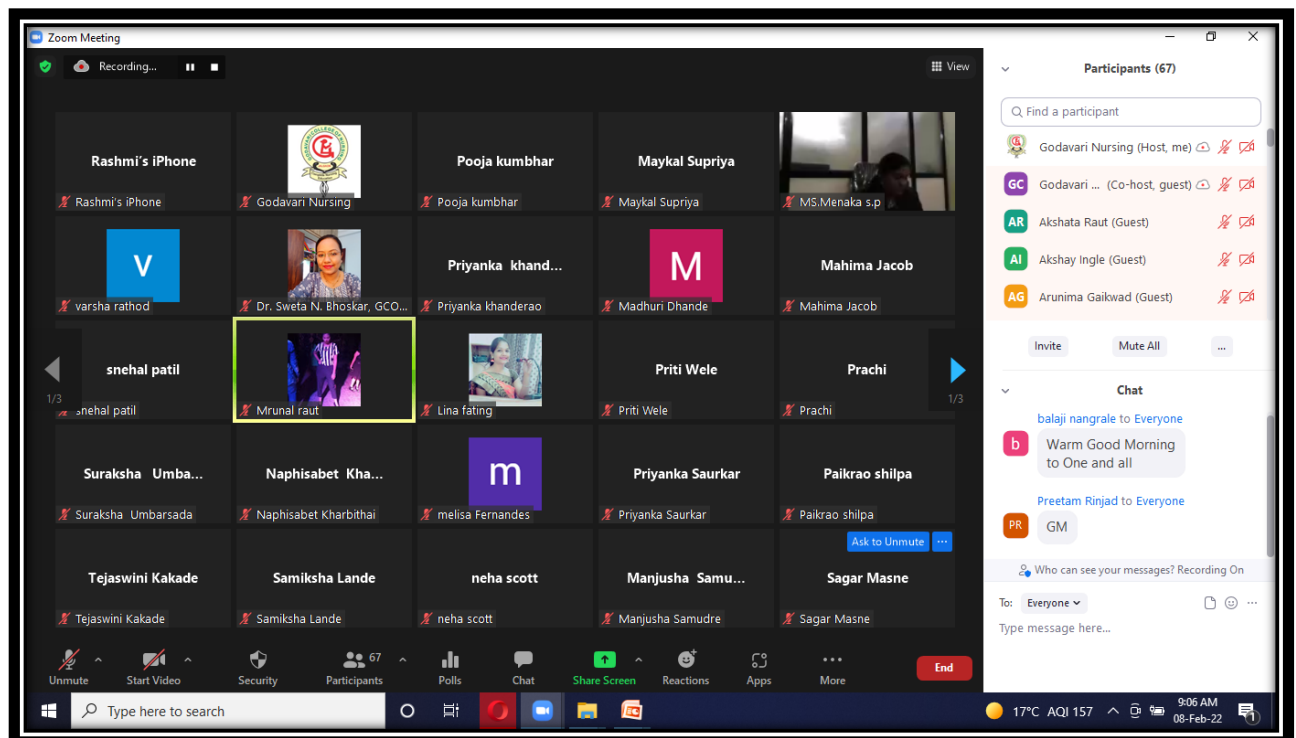 Zoom Meeting
Recording...
View
Rashmi's iPhone
Rashmi's iPhone
Godavari Nursing
Pooja kumbhar
Pooja kumbhar
Maykal Supriya
Maykal Supriya
MS.Menaka s.p
V
varsha rathod
Dr. Sweta N. Bhoskar, GCO...
Priyanka khand...
Priyanka khanderao
M
Madhuri Dhande
Mahima Jacob
Mahima Jacob
snehal patil
snehal patil
1/3
Mrunal raut
Lina fating
Priti Wele
Priti Wele
Prachi
Prachi
1/3
Suraksha Umba...
Suraksha Umbarsada
Naphisabet Kha...
Naphisabet Kharbithai
m
melisa Fernandes
Priyanka Saurkar
Priyanka Saurkar
Paikrao shilpa
Paikrao shilpa
Tejaswini Kakade
Tejaswini Kakade
Samiksha Lande
Samiksha Lande
neha scott
neha scott
Manjusha Samu...
Manjusha Samudre
Ask to Unmute ...
Sagar Masne
Sagar Masne
Unmute
Start Video
Security
67
Participants
Polls
Chat
Share Screen
Reactions
Apps
More
End
Participants (67)
Find a participant
Godavari Nursing (Host, me)
GC Godavari ... (Co-host, guest)
AR Akshata Raut (Guest)
AI Akshay Ingle (Guest)
AG Arunima Gaikwad (Guest)
Invite
Mute All
...
Chat
balaji nangrale to Everyone
b Warm Good Morning
to One and all
Preetam Rinjad to Everyone
PR GM
Who can see your messages? Recording On
To: Everyone
Type message here...
Type here to search
17°C AQI 157
9:06 AM
08-Feb-22
1